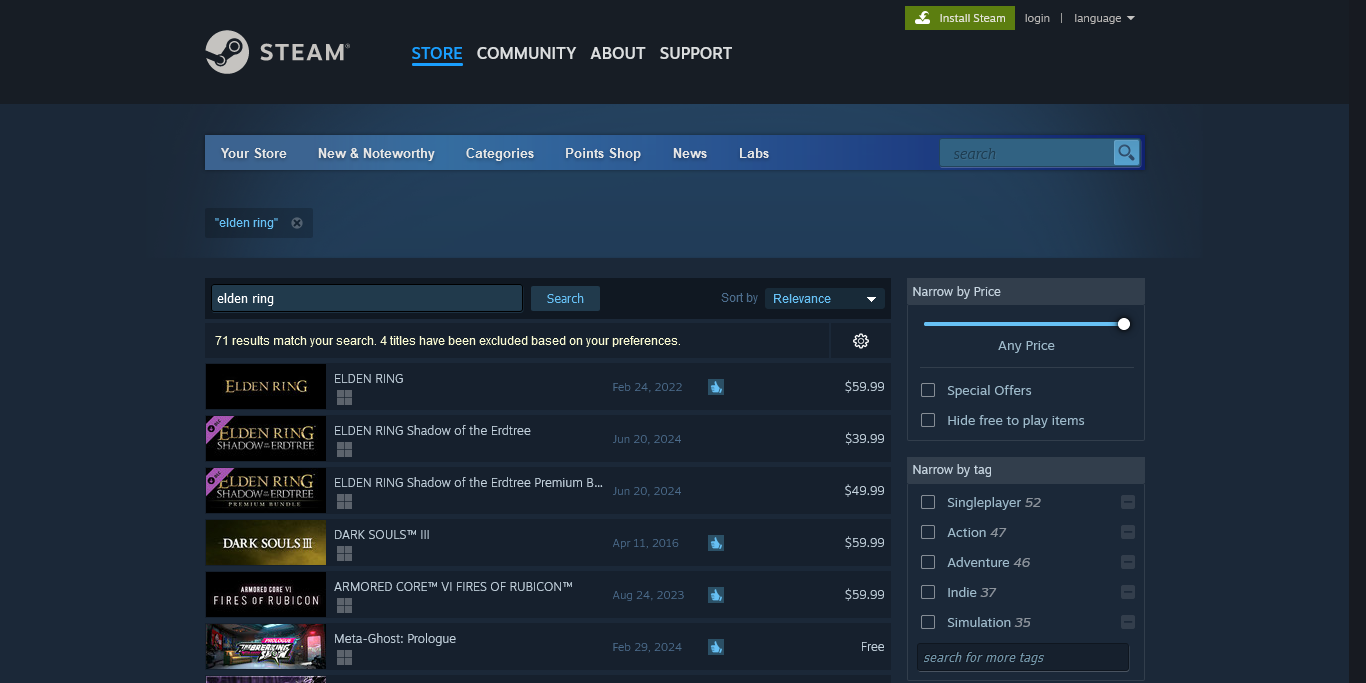 Install Steam login | language
STEAM®
STORE COMMUNITY ABOUT SUPPORT
Your Store New & Noteworthy Categories Points Shop News Labs search
"elden ring"
elden ring Search Sort by Relevance
71 results match your search. 4 titles have been excluded based on your preferences.
ELDEN RING
ELDEN RING Feb 24, 2022 $59.99
ELDEN RING
SHADOW OF THE ERDTREE
ELDEN RING Shadow of the Erdtree Jun 20, 2024 $39.99
ELDEN RING
SHADOW OF THE ERDTREE
PREMIUM BUNDLE
ELDEN RING Shadow of the Erdtree Premium B... Jun 20, 2024 $49.99
DARK SOULS III
DARK SOULS™ III Apr 11, 2016 $59.99
ARMORED CORE VI
FIRES OF RUBICON
ARMORED CORE™ VI FIRES OF RUBICON™ Aug 24, 2023 $59.99
PROLOGUE
Meta-Ghost: Prologue Feb 29, 2024 Free
Narrow by Price
Any Price
Special Offers
Hide free to play items
Narrow by tag
Singleplayer 52
Action 47
Adventure 46
Indie 37
Simulation 35
search for more tags